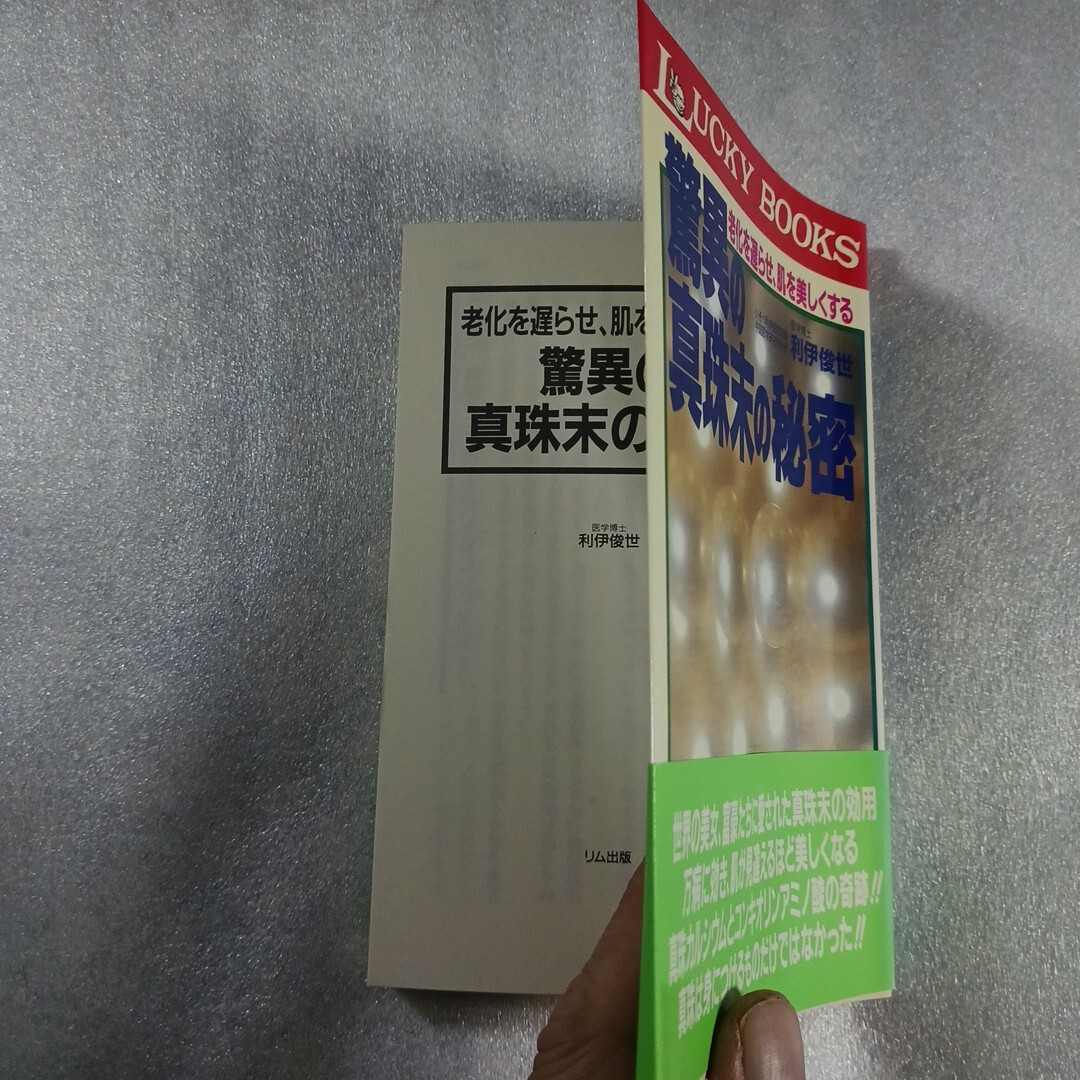 老化を遅らせ、肌を
驚異の
真珠末の
医学博士
利伊俊世
リム出版
LUCKY BOOKS
老化を遅らせ、肌を美しくする
驚異の
真珠末の秘密
医学博士
利伊俊世
世界の美女、富豪たちに愛された真珠末の効用
万病に効き、肌が見違えるほど美しくなる
真珠カルシウムとコンキオリンアミノ酸の奇跡!!
真珠は身につけるものだけではなかった!!